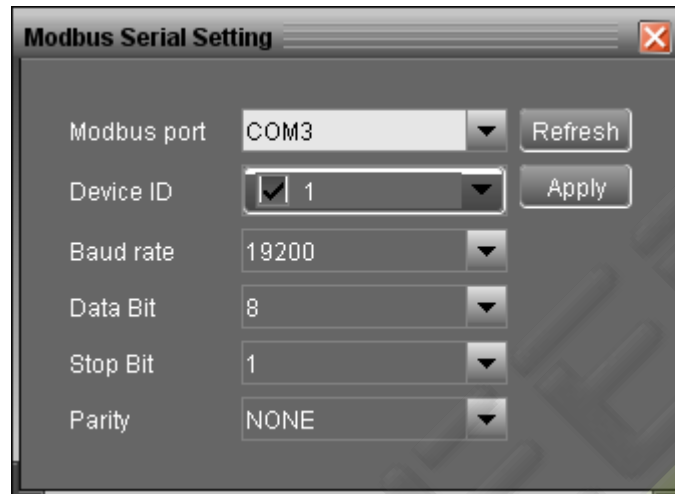 Modbus Serial Setting
Modbus port COM3 Refresh
Device ID 1 Apply
Baud rate 19200
Data Bit 8
Stop Bit 1
Parity NONE